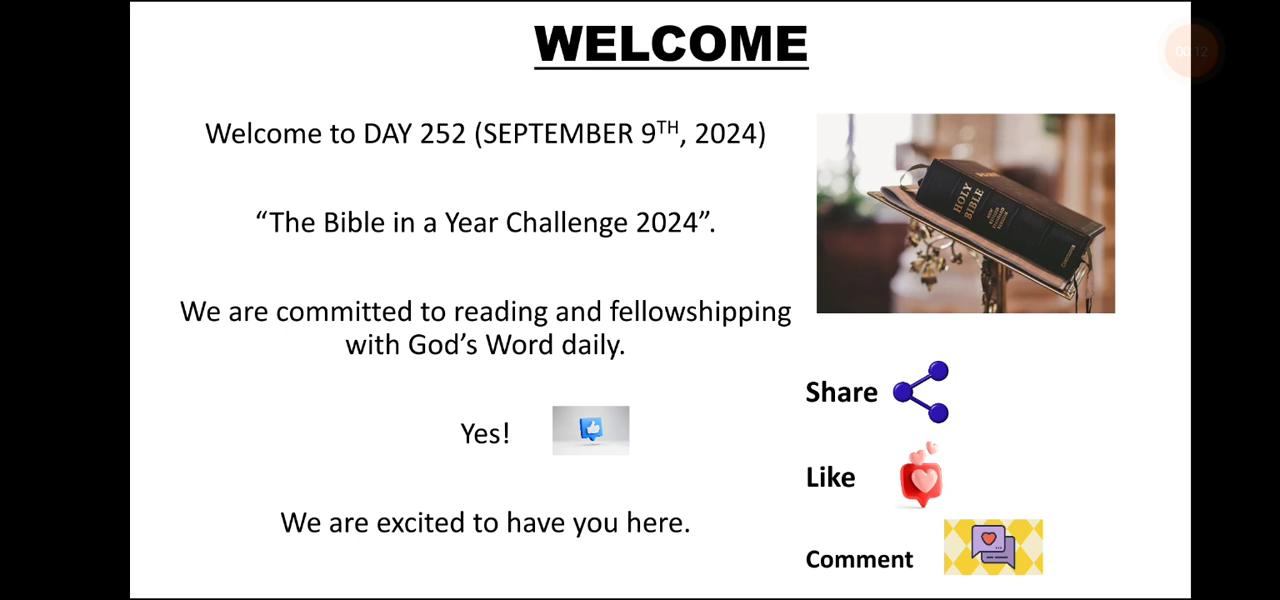 WELCOME
00:12
Welcome to DAY 252 (SEPTEMBER 9TH, 2024)
“The Bible in a Year Challenge 2024”.
We are committed to reading and fellowshipping
with God’s Word daily.
Yes!
We are excited to have you here.
HOLY
BIBLE
Share
Like
Comment